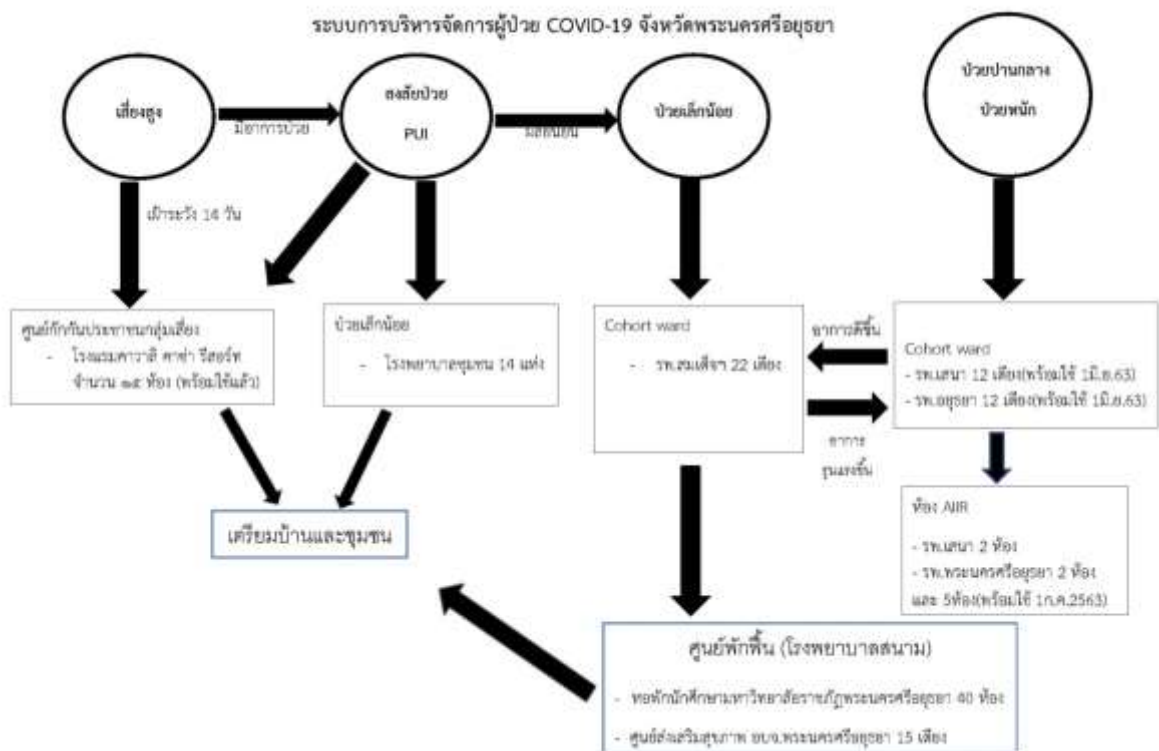 ระบบการบริหารจัดการผู้ป่วย COVID-19 จังหวัดพระนครศรีอยุธยา
เสี่ยงสูง
มีอาการป่วย
สงสัยป่วย
PUI
ป่วยเล็กน้อย
ป่วยปานกลาง
ป่วยหนัก
เฝ้าระวัง 14 วัน
ศูนย์กักกันประชาชนกลุ่มเสี่ยง
- โรงแรมคาวาลิ คาซ่า รีสอร์ท
จำนวน ๑๕ ห้อง (พร้อมใช้แล้ว)
ป่วยเล็กน้อย
- โรงพยาบาลชุมชน 14 แห่ง
Cohort ward
- รพ.สมเด็จฯ 22 เตียง
อาการดีขึ้น
อาการ
รุนแรงขึ้น
Cohort ward
- รพ.เสนา 12 เตียง(พร้อมใช้ 1มิ.ย.63)
- รพ.อยุธยา 12 เตียง(พร้อมใช้ 1มิ.ย.63)
ห้อง AIIR
- รพ.เสนา 2 ห้อง
- รพ.พระนครศรีอยุธยา 2 ห้อง
และ 5ห้อง(พร้อมใช้ 1ก.ค.2563)
เตรียมบ้านและชุมชน
ศูนย์พักฟื้น (โรงพยาบาลสนาม)
- หอพักนักศึกษามหาวิทยาลัยราชภัฏพระนครศรีอยุธยา 40 ห้อง
- ศูนย์ส่งเสริมสุขภาพ อบจ.พระนครศรีอยุธยา 15 เตียง